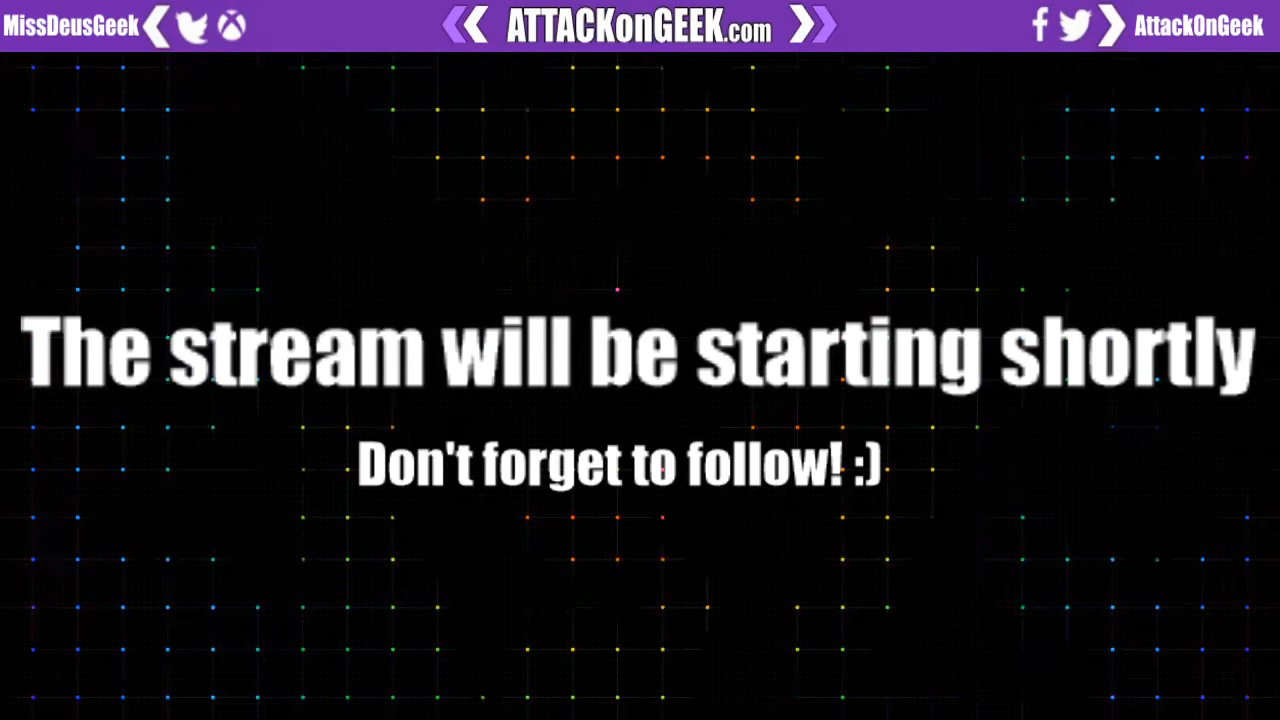 MissDeusGeek
ATTACKonGEEK.com
AttackOnGeek
The stream will be starting shortly
Don't forget to follow! :)